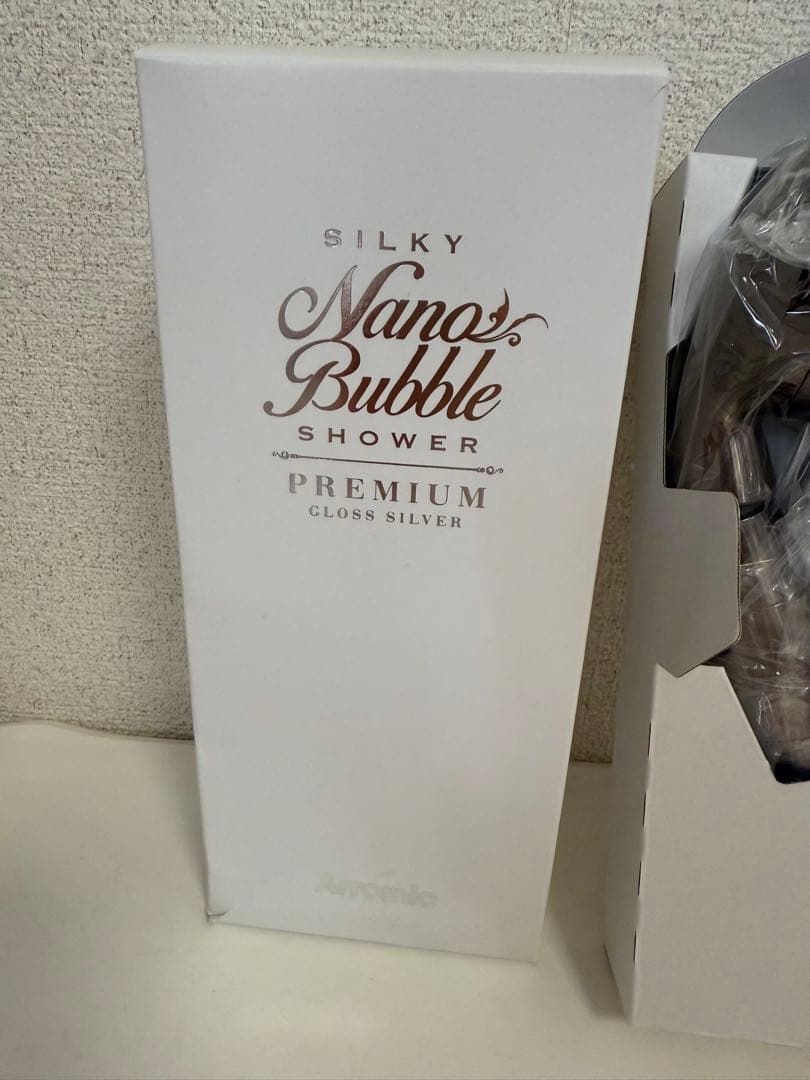 SILKY
Nano
Bubble
SHOWER
PREMIUM
GLOSS SILVER
Arromic